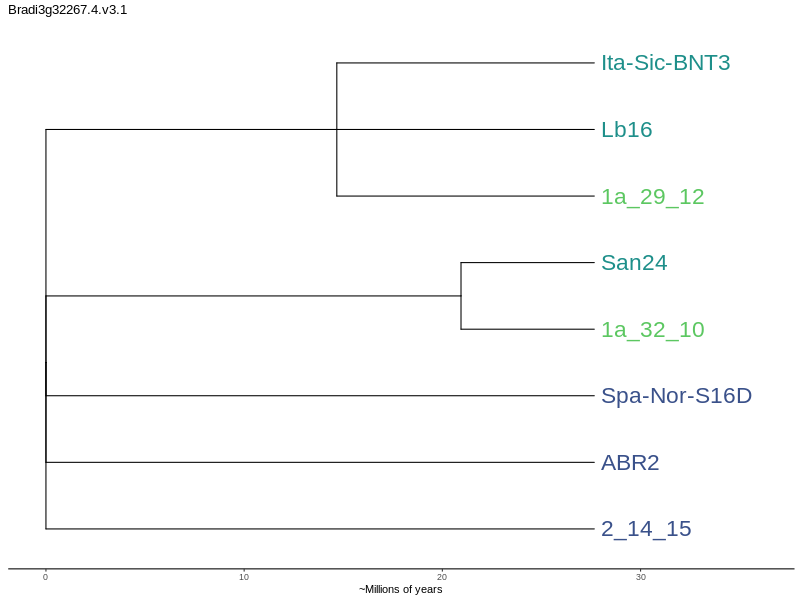 Bradi3g32267.4.v3.1
Ita-Sic-BNT3
Lb16
1a_29_12
San24
1a_32_10
Spa-Nor-S16D
ABR2
2_14_15
0 10 20 30
~Millions of years